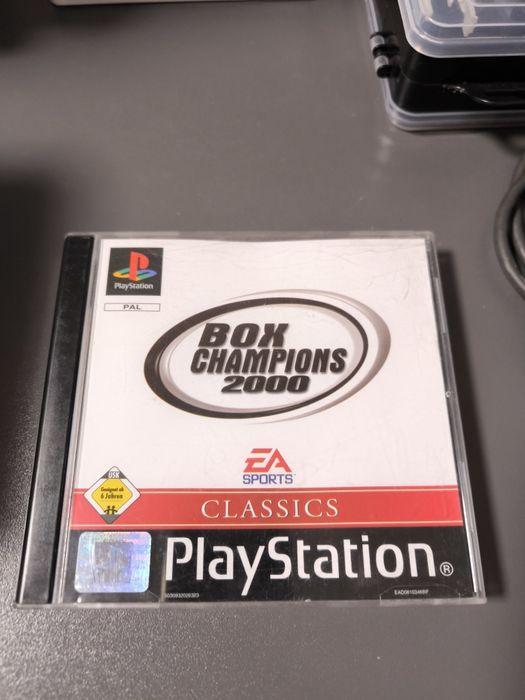 PlayStation
PAL
BOX
CHAMPIONS
2000
EA
SPORTS
CLASSICS
USK
Geeignet ab
6 Jahren
PlayStation®